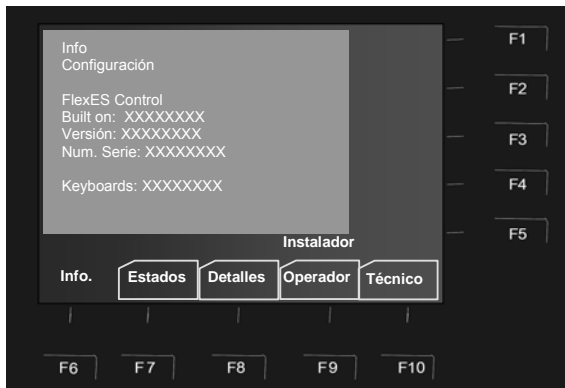 Info
Configuración
FlexES Control
Built on: XXXXXXXX
Versión: XXXXXXXX
Num. Serie: XXXXXXXX
Keyboards: XXXXXXXX
Instalador
Info. Estados Detalles Operador Técnico
F1
F2
F3
F4
F5
F6 F7 F8 F9 F10